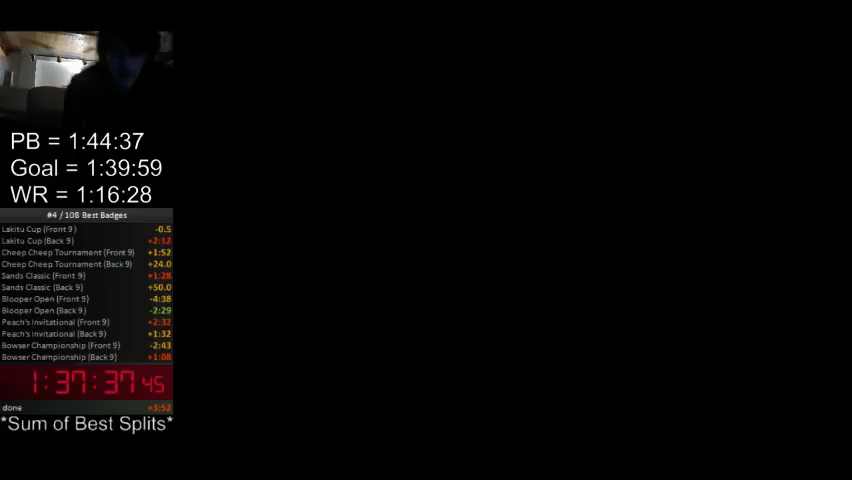 PB = 1:44:37
Goal = 1:39:59
WR = 1:16:28
#4 / 108 Best Badges
Lakitu Cup (Front 9) -0.5
Lakitu Cup (Back 9) +2:12
Cheep Cheep Tournament (Front 9) +1:52
Cheep Cheep Tournament (Back 9) +24.0
Sands Classic (Front 9) +1:28
Sands Classic (Back 9) +50.0
Blooper Open (Front 9) -4:38
Blooper Open (Back 9) -2:29
Peach's Invitational (Front 9) +2:32
Peach's Invitational (Back 9) +1:32
Bowser Championship (Front 9) -2:43
Bowser Championship (Back 9) +1:08
1:37:37 45
done +3:52
*Sum of Best Splits*